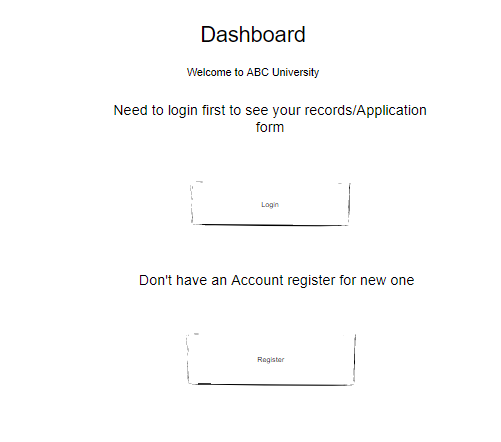 Dashboard
Welcome to ABC University
Need to login first to see your records/Application
form
Login
Don't have an Account register for new one
Register